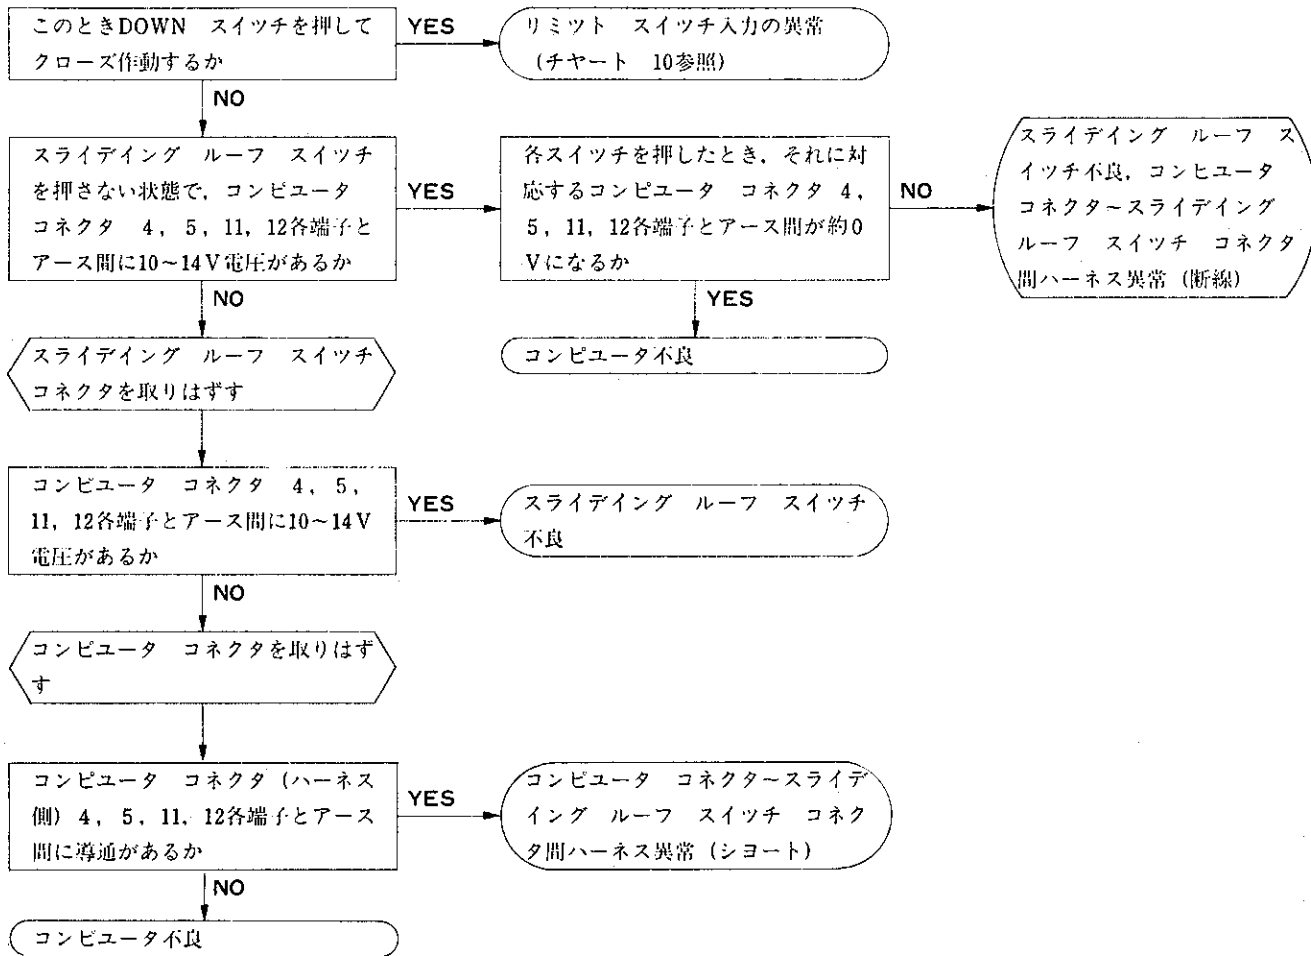 このときDOWN　スイツチを押して
クローズ作動するか
YES
リミツト　スイツチ入力の異常
（チヤート　10参照）
NO
スライデイング　ルーフ　スイツチ
を押さない状態で，コンピユータ
コネクタ　4，5，11，12各端子と
アース間に10～14V電圧があるか
YES
各スイツチを押したとき，それに対
応するコンピユータ　コネクタ 4，
5，11，12各端子とアース間が約0
Vになるか
NO
スライデイング　ルーフ　ス
イツチ不良，コンピユータ
コネクタ～スライデイング
ルーフ　スイツチ　コネクタ
間ハーネス異常（断線）
NO
YES
コンピユータ不良
スライデイング　ルーフ　スイツチ
コネクタを取りはずす
コンピユータ　コネクタ　4，5，
11，12各端子とアース間に10～14V
電圧があるか
YES
スライデイング　ルーフ　スイツチ
不良
NO
コンピユータ　コネクタを取りはず
す
コンピユータ　コネクタ（ハーネス
側）4，5，11，12各端子とアース
間に導通があるか
YES
コンピユータ　コネクタ～スライデ
イング　ルーフ　スイツチ　コネク
タ間ハーネス異常（シヨート）
NO
コンピユータ不良